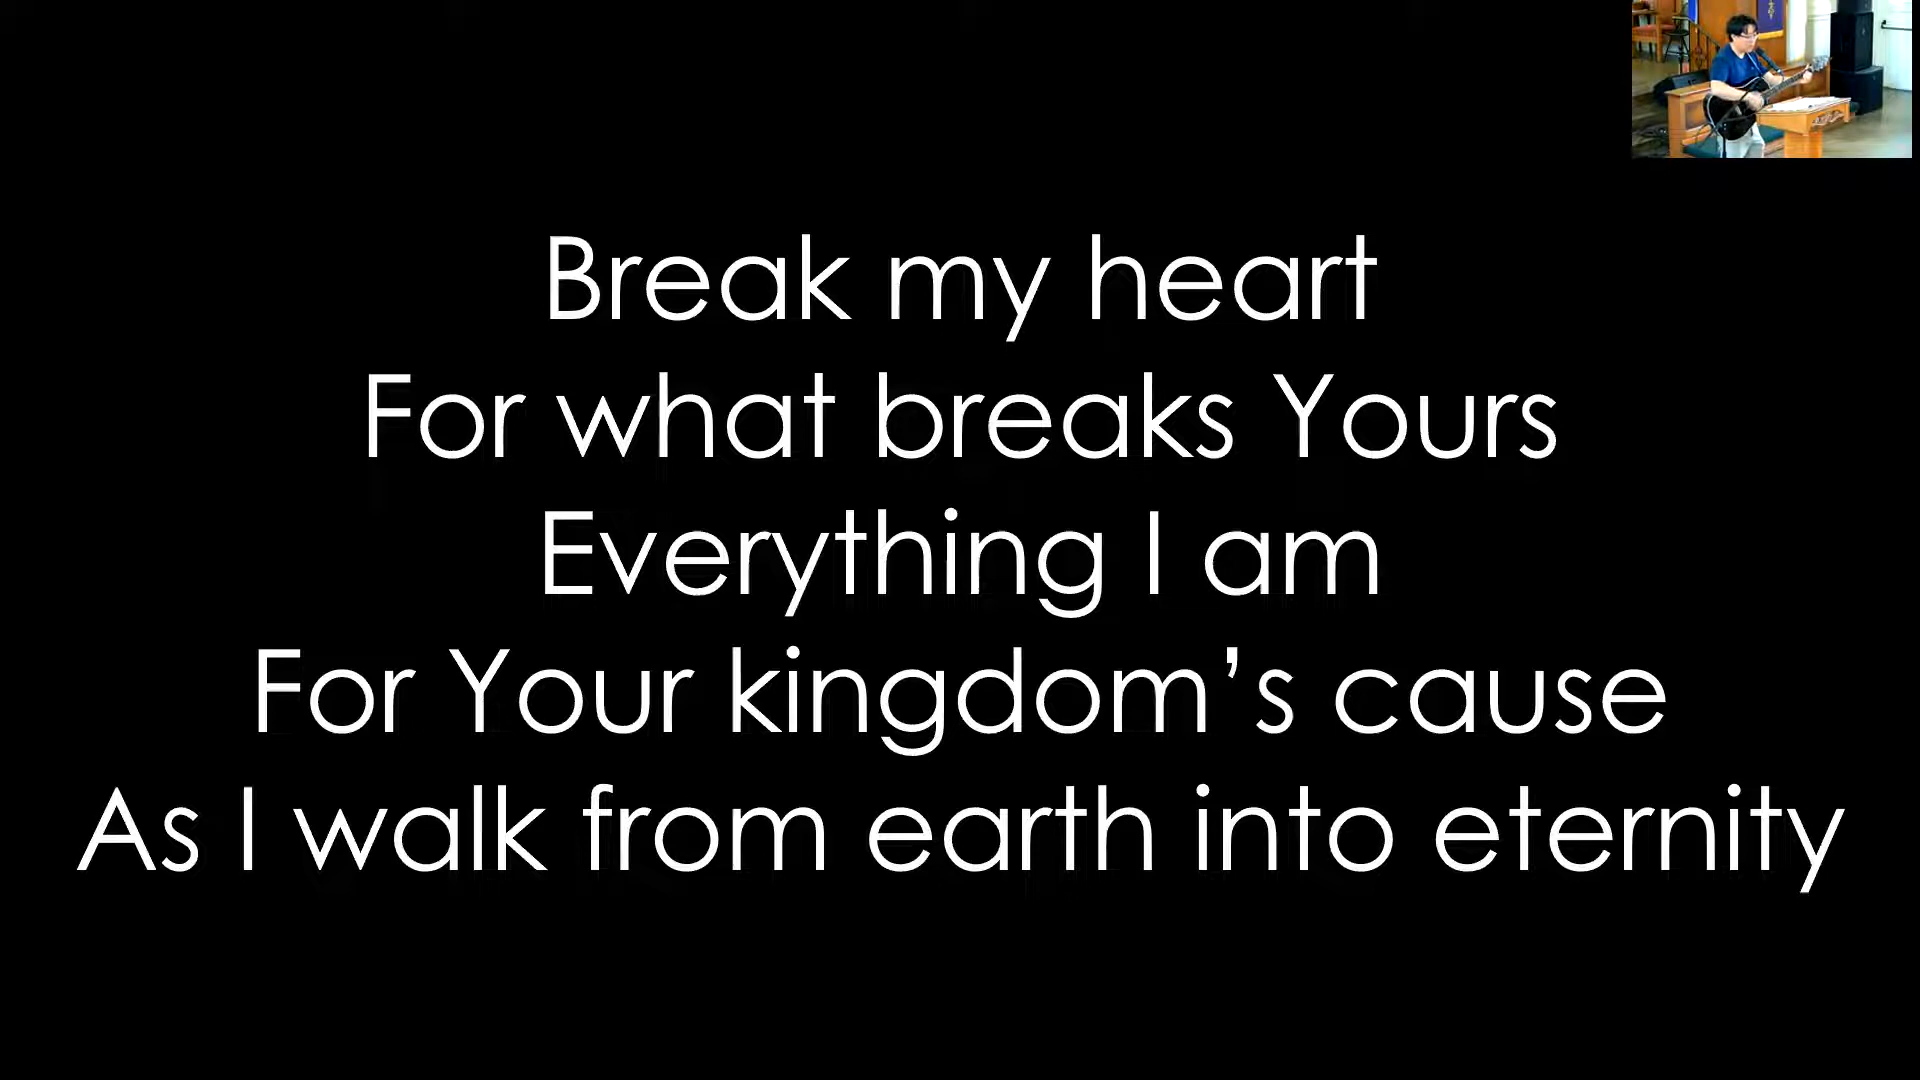 Break my heart
For what breaks Yours
Everything I am
For Your kingdom’s cause
As I walk from earth into eternity